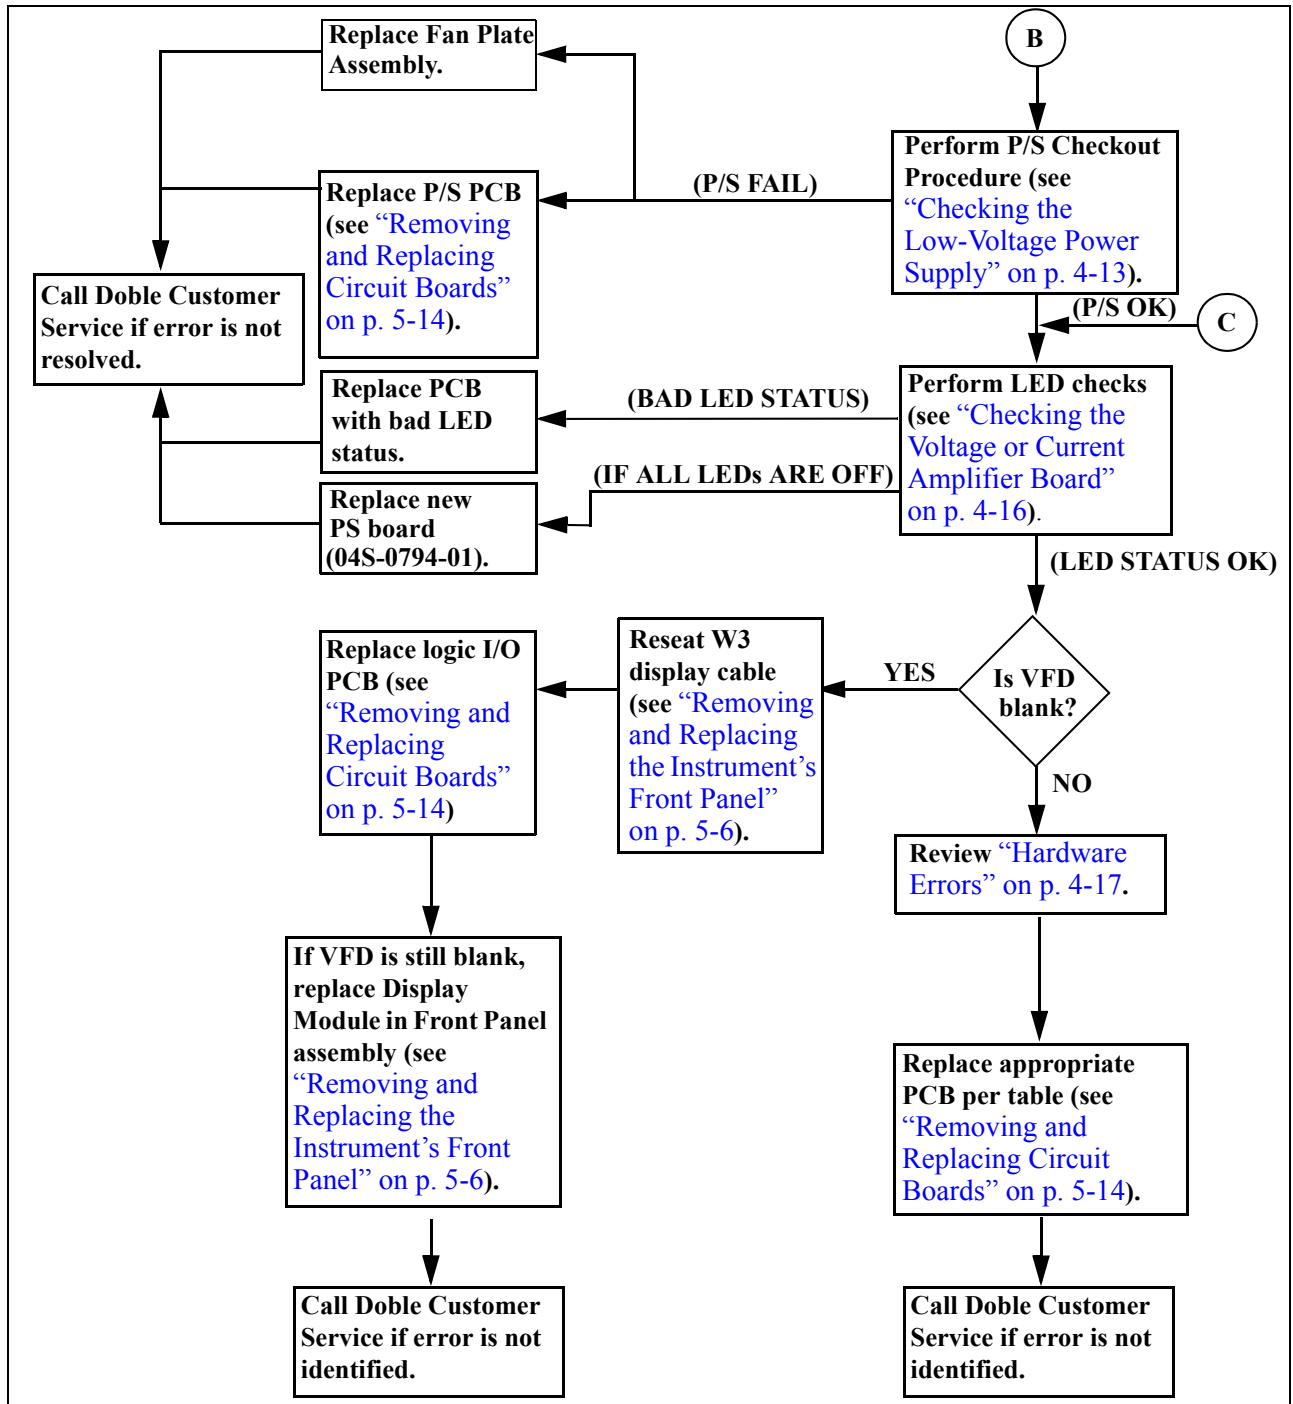 B
Replace Fan Plate
Assembly.
Perform P/S Checkout
Procedure (see
“Checking the
Low-Voltage Power
Supply” on p. 4-13).
(P/S FAIL)
Replace P/S PCB
(see “Removing
and Replacing
Circuit Boards”
on p. 5-14).
Call Doble Customer
Service if error is not
resolved.
(P/S OK)
C
Perform LED checks
(see “Checking the
Voltage or Current
Amplifier Board”
on p. 4-16).
(BAD LED STATUS)
Replace PCB
with bad LED
status.
(IF ALL LEDs ARE OFF)
Replace new
PS board
(04S-0794-01).
(LED STATUS OK)
Is VFD
blank?
YES
Reseat W3
display cable
(see “Removing
and Replacing
the Instrument’s
Front Panel”
on p. 5-6).
Replace logic I/O
PCB (see
“Removing and
Replacing
Circuit Boards”
on p. 5-14)
NO
Review “Hardware
Errors” on p. 4-17.
If VFD is still blank,
replace Display
Module in Front Panel
assembly (see
“Removing and
Replacing the
Instrument’s Front
Panel” on p. 5-6).
Replace appropriate
PCB per table (see
“Removing and
Replacing Circuit
Boards” on p. 5-14).
Call Doble Customer
Service if error is not
identified.
Call Doble Customer
Service if error is not
identified.